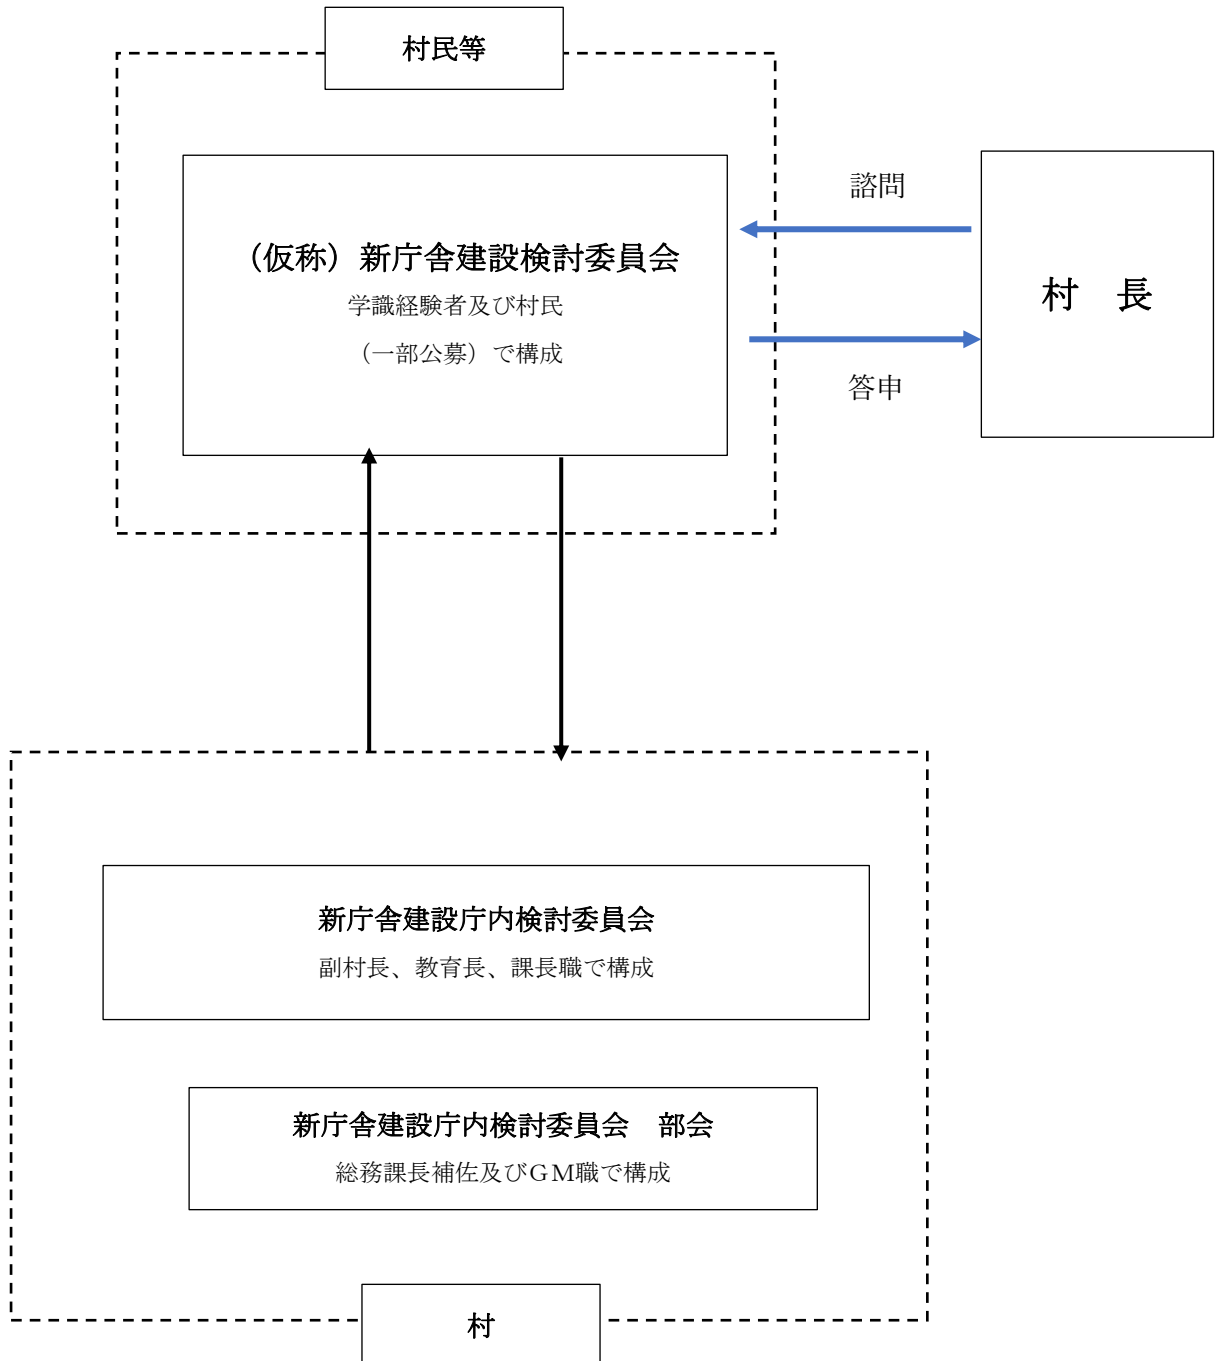 村民等
（仮称）新庁舎建設検討委員会
学識経験者及び村民
（一部公募）で構成
諮問
答申
村　長
新庁舎建設庁内検討委員会
副村長、教育長、課長職で構成
新庁舎建設庁内検討委員会　部会
総務課長補佐及びＧＭ職で構成
村